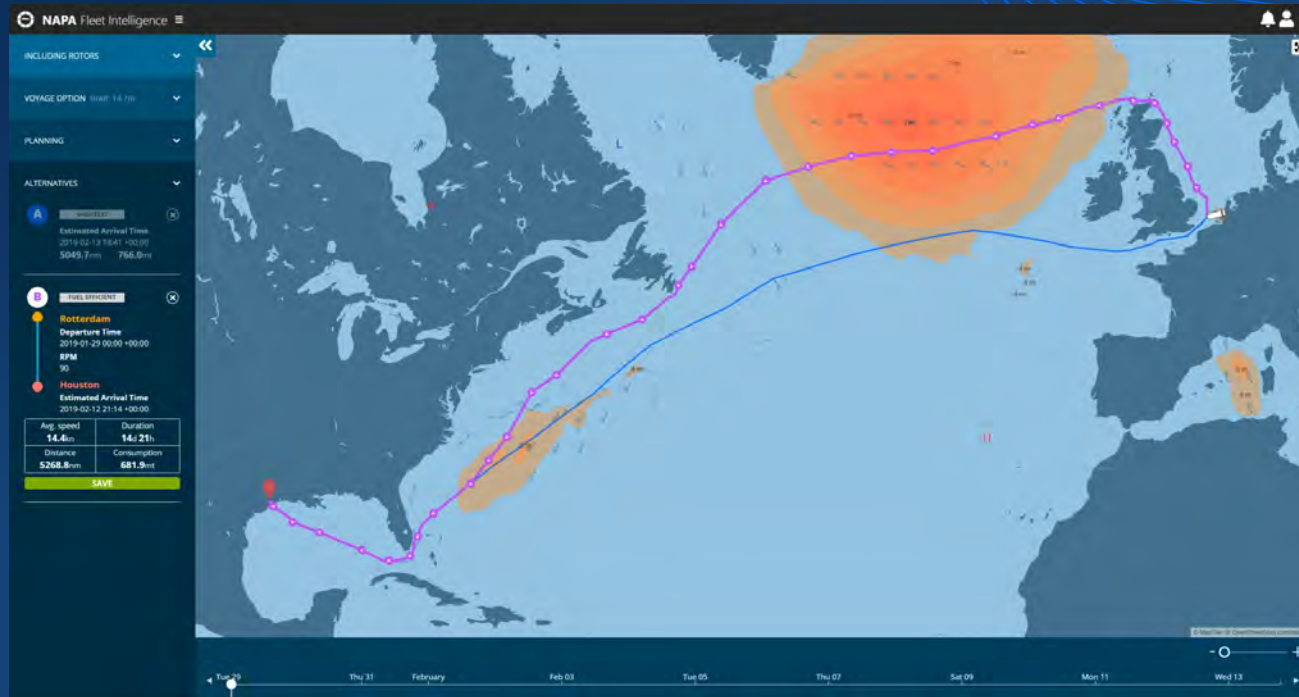 NAPA Fleet Intelligence
INCLUDING ROTORS
VOYAGE OPTION
PLANNING
ALTERNATIVES
A
Estimated Arrival Time
2019-02-13 18:41 +00:00
5049.7nm 766.0mt
B FUEL EFFICIENT
Rotterdam
Departure Time
2019-01-29 00:00 +00:00
RPM
90
Houston
Estimated Arrival Time
2019-02-12 21:14 +00:00
Avg. speed Duration
14.4kn 14d 21h
Distance Consumption
5268.8nm 681.9mt
SAVE
L
H
H
Tue 29 Thu 31 February Feb 03 Tue 05 Thu 07 Sat 09 Mon 11 Wed 13